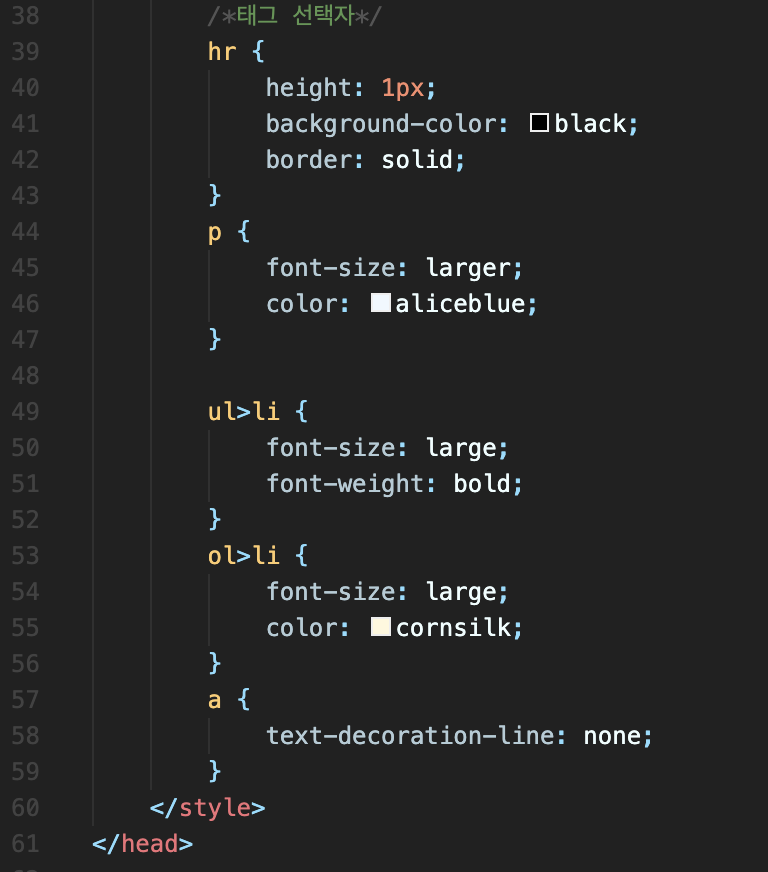 38 /*태그 선택자*/
39 hr {
40 height: 1px;
41 background-color: black;
42 border: solid;
43 }
44 p {
45 font-size: larger;
46 color: aliceblue;
47 }
48
49 ul>li {
50 font-size: large;
51 font-weight: bold;
52 }
53 ol>li {
54 font-size: large;
55 color: cornsilk;
56 }
57 a {
58 text-decoration-line: none;
59 }
60 </style>
61 </head>